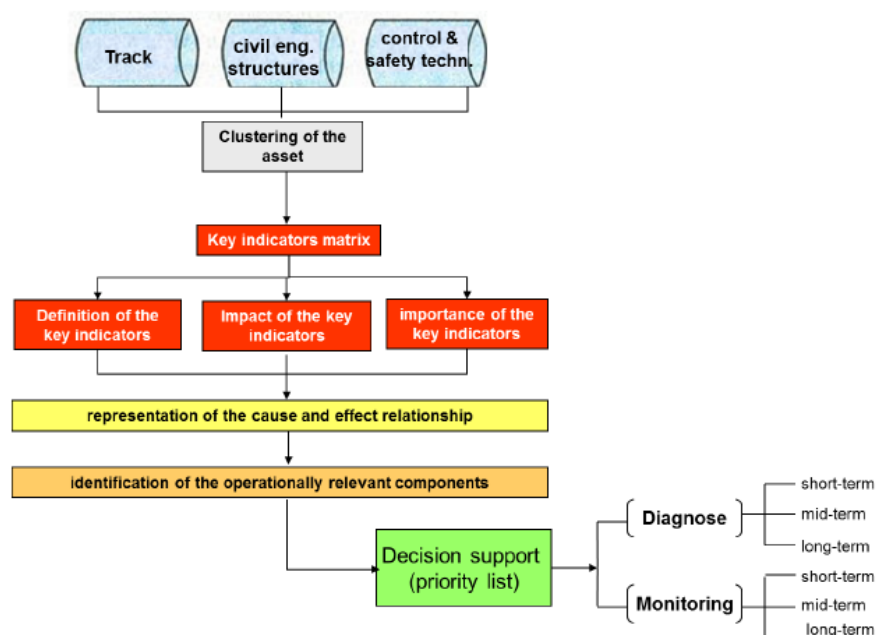 Track
civil eng.
structures
control &
safety techn.
Clustering of the
asset
Key indicators matrix
Definition of the
key indicators
Impact of the key
indicators
importance of the
key indicators
representation of the cause and effect relationship
identification of the operationally relevant components
Decision support
(priority list)
Diagnose
short-term
mid-term
long-term
Monitoring
short-term
mid-term
long-term